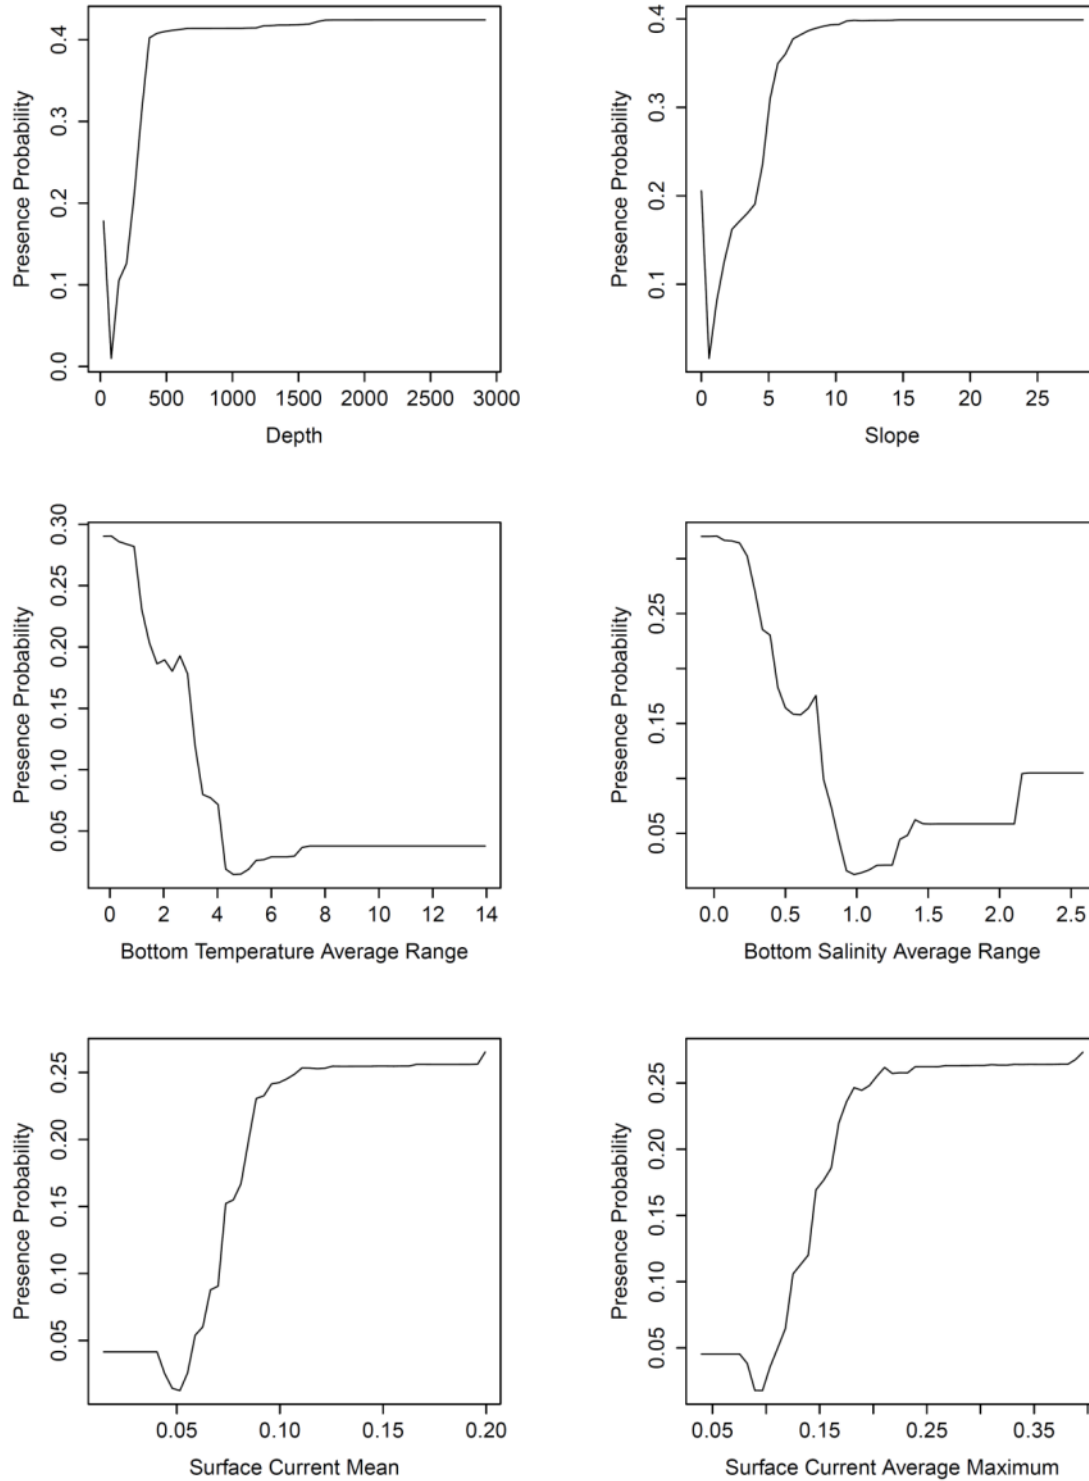 Presence Probability
0.4
0.3
0.2
0.1
0.0
0 500 1000 1500 2000 2500 3000
Depth
Presence Probability
0.4
0.3
0.2
0.1
0 5 10 15 20 25
Slope
Presence Probability
0.30
0.25
0.20
0.15
0.10
0.05
0 2 4 6 8 10 12 14
Bottom Temperature Average Range
Presence Probability
0.25
0.15
0.05
0.0 0.5 1.0 1.5 2.0 2.5
Bottom Salinity Average Range
Presence Probability
0.25
0.20
0.15
0.10
0.05
0.05 0.10 0.15 0.20
Surface Current Mean
Presence Probability
0.25
0.20
0.15
0.10
0.05
0.05 0.15 0.25 0.35
Surface Current Average Maximum